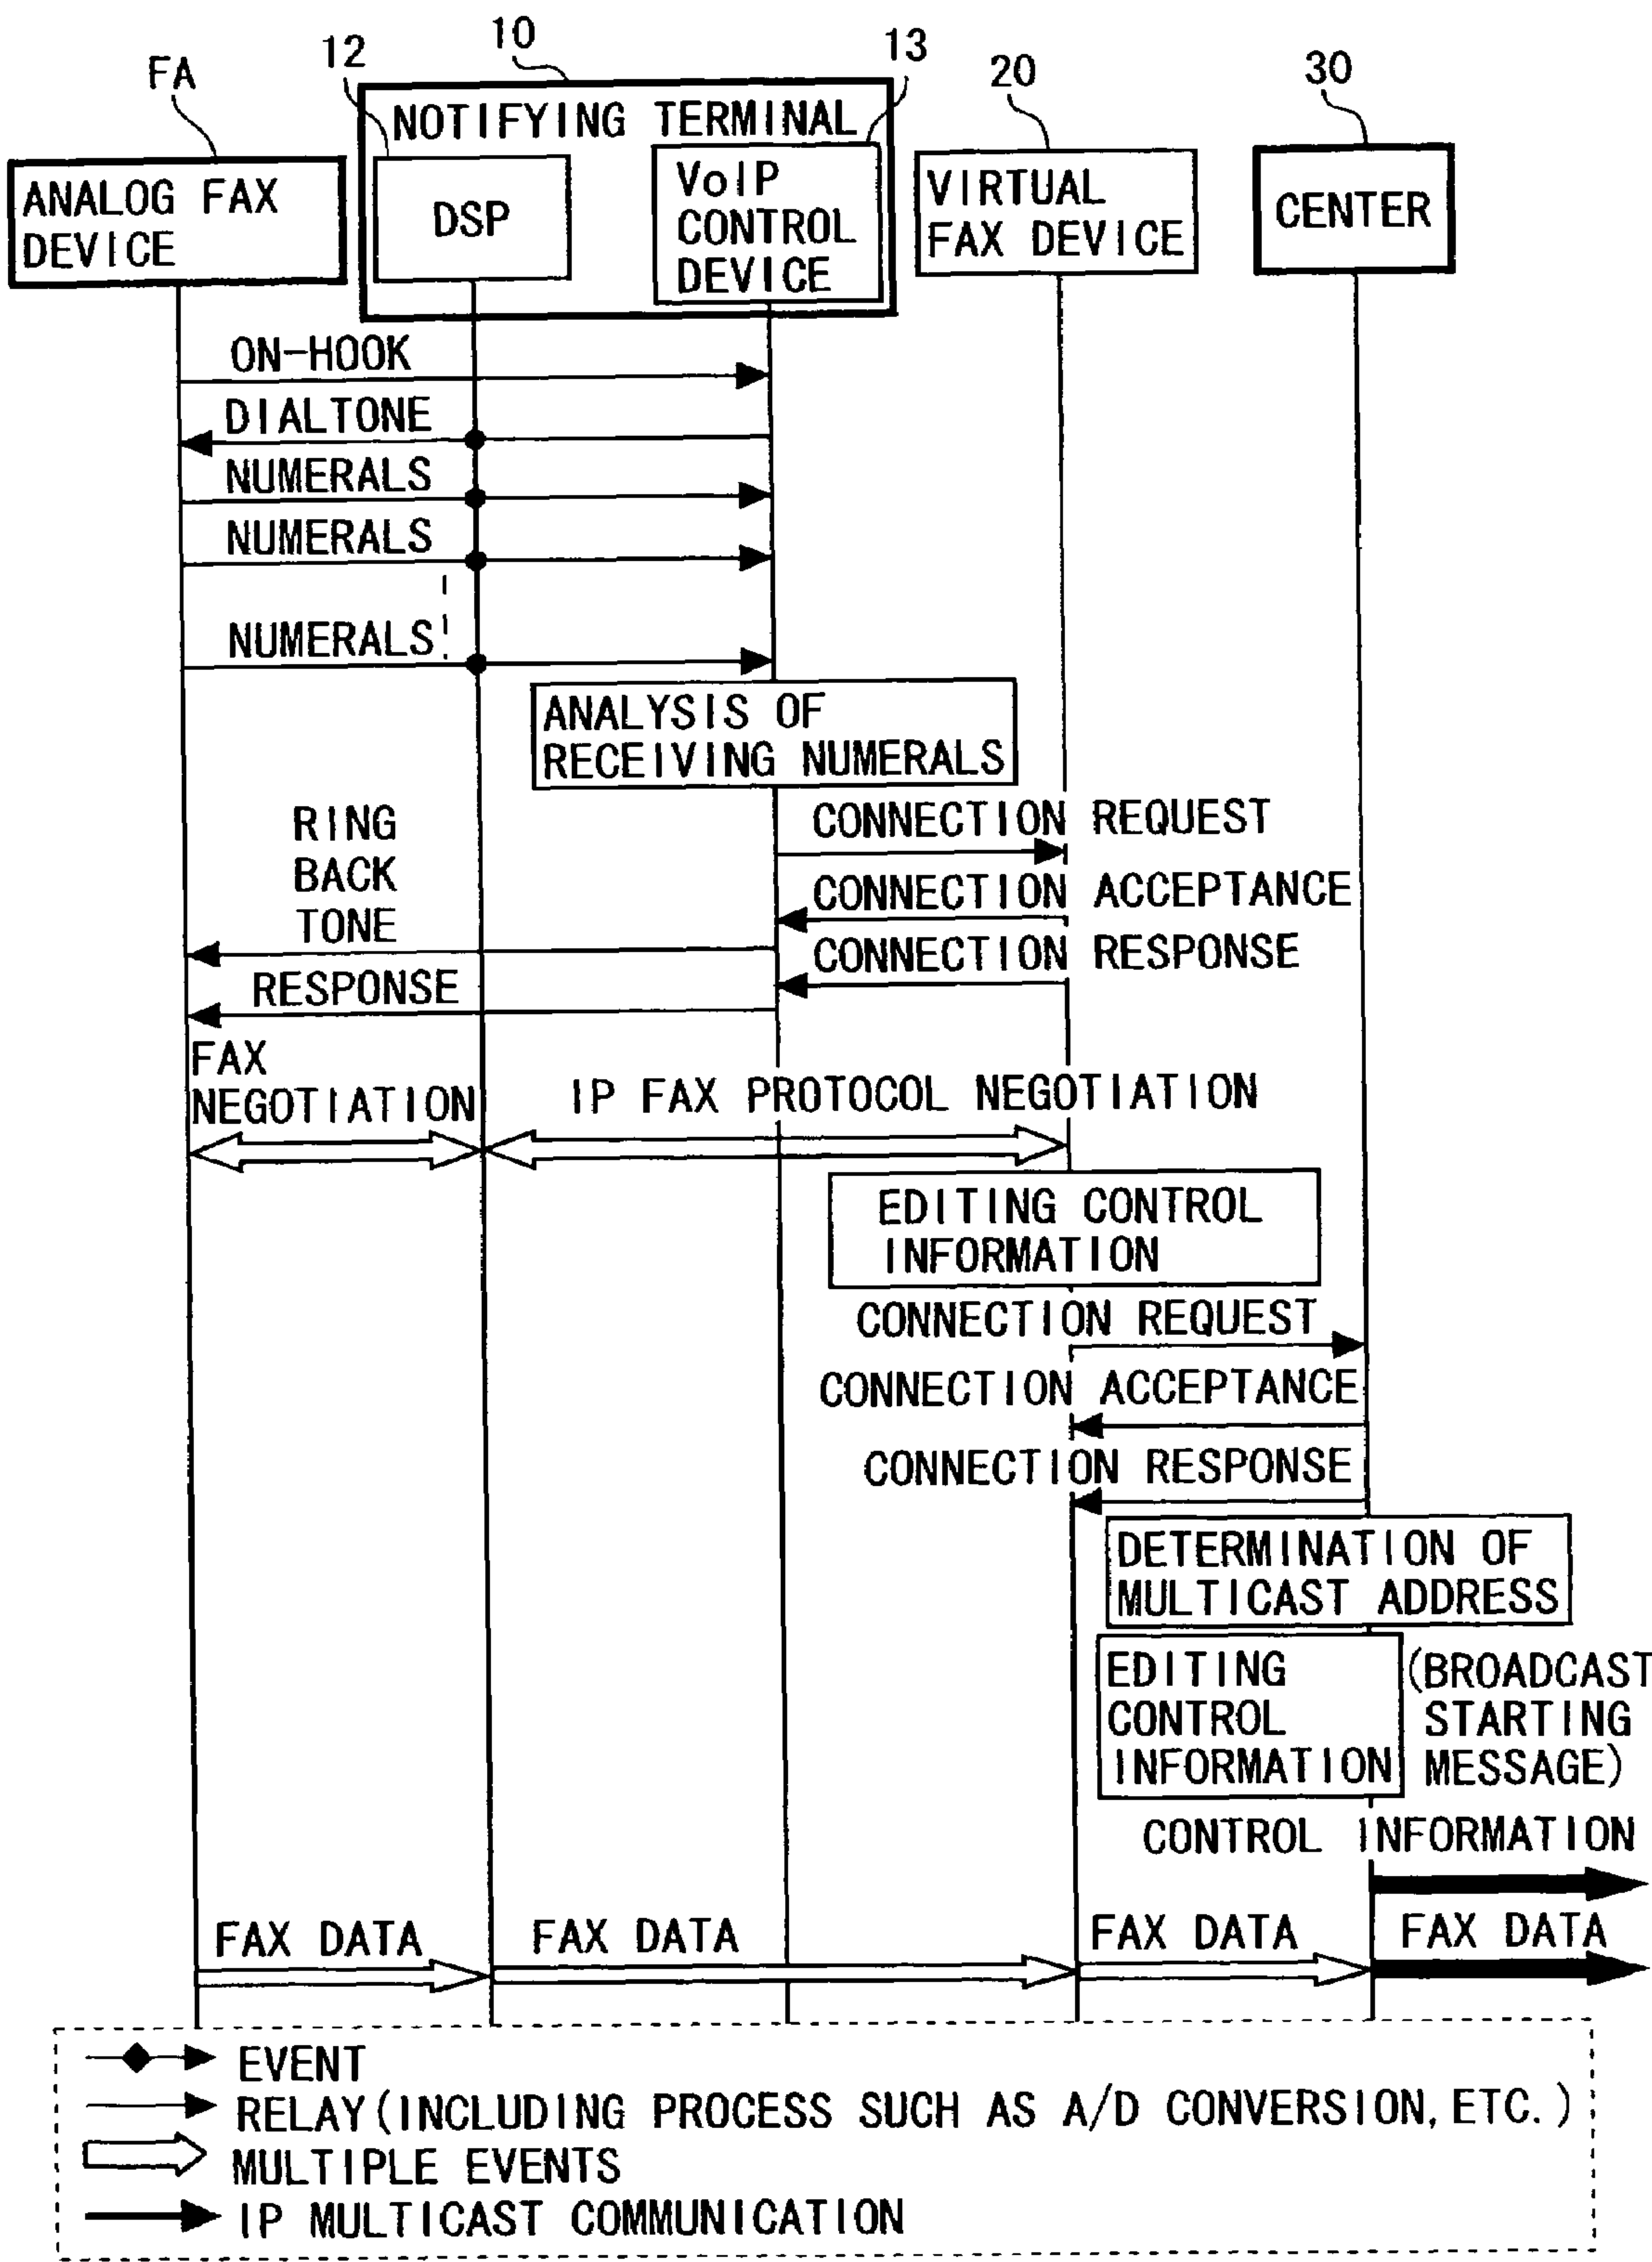 10
12
13
FA
20
30
NOTIFYING TERMINAL
ANALOG FAX
DEVICE
DSP
VoIP
CONTROL
DEVICE
VIRTUAL
FAX DEVICE
CENTER
ON-HOOK
DIALTONE
NUMERALS
NUMERALS
NUMERALS
ANALYSIS OF
RECEIVING NUMERALS
CONNECTION REQUEST
RING
BACK
TONE
CONNECTION ACCEPTANCE
CONNECTION RESPONSE
RESPONSE
FAX
NEGOTIATION
IP FAX PROTOCOL NEGOTIATION
EDITING CONTROL
INFORMATION
CONNECTION REQUEST
CONNECTION ACCEPTANCE
CONNECTION RESPONSE
DETERMINATION OF
MULTICAST ADDRESS
EDITING
CONTROL
INFORMATION
(BROADCAST
STARTING
MESSAGE)
CONTROL INFORMATION
FAX DATA
FAX DATA
FAX DATA
FAX DATA
EVENT
RELAY(INCLUDING PROCESS SUCH AS A/D CONVERSION, ETC.)
MULTIPLE EVENTS
IP MULTICAST COMMUNICATION